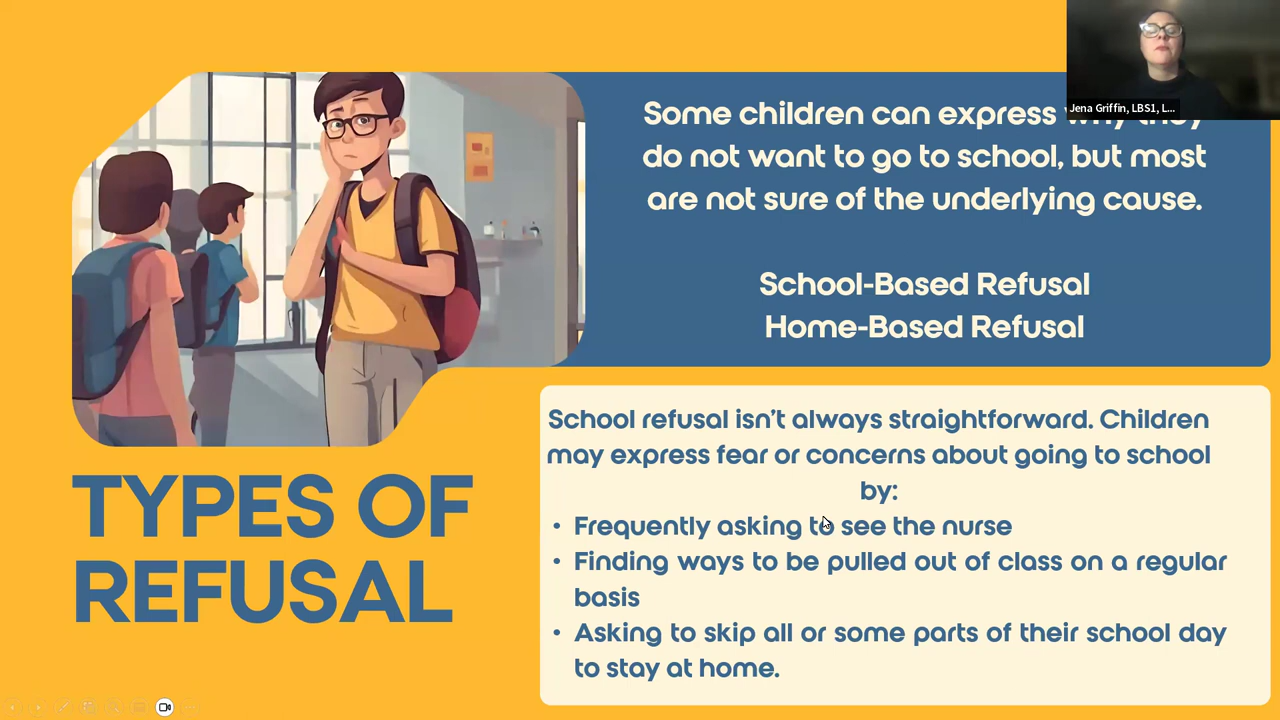 Jena Griffin, LBS1, L...
Some children can express why they
do not want to go to school, but most
are not sure of the underlying cause.
School-Based Refusal
Home-Based Refusal
TYPES OF
REFUSAL
School refusal isn't always straightforward. Children
may express fear or concerns about going to school
by:
• Frequently asking to see the nurse
• Finding ways to be pulled out of class on a regular
basis
• Asking to skip all or some parts of their school day
to stay at home.